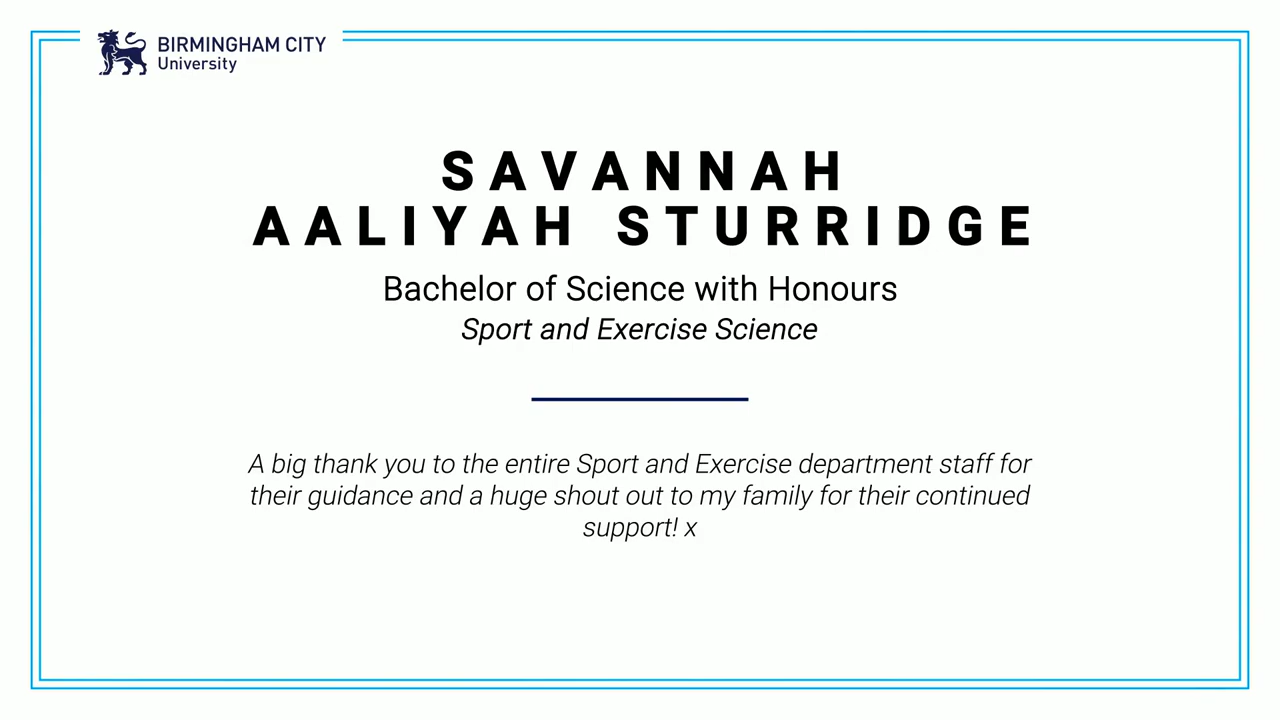 BIRMINGHAM CITY
University
SAVANNAH
AALIYAH STURRIDGE
Bachelor of Science with Honours
Sport and Exercise Science
A big thank you to the entire Sport and Exercise department staff for
their guidance and a huge shout out to my family for their continued
support! x